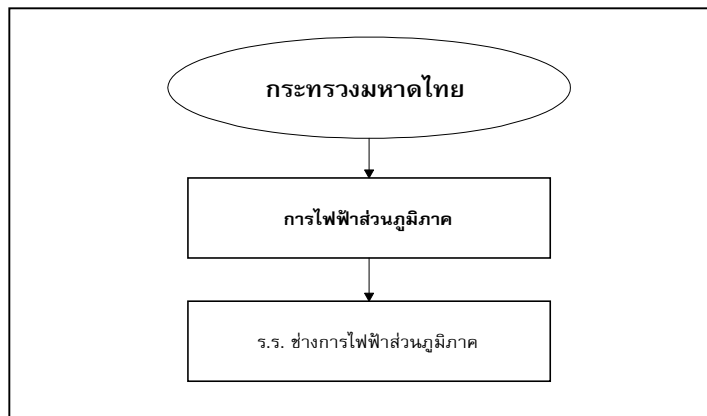 กระทรวงมหาดไทย
การไฟฟ้าส่วนภูมิภาค
ร.ร. ช่างการไฟฟ้าส่วนภูมิภาค